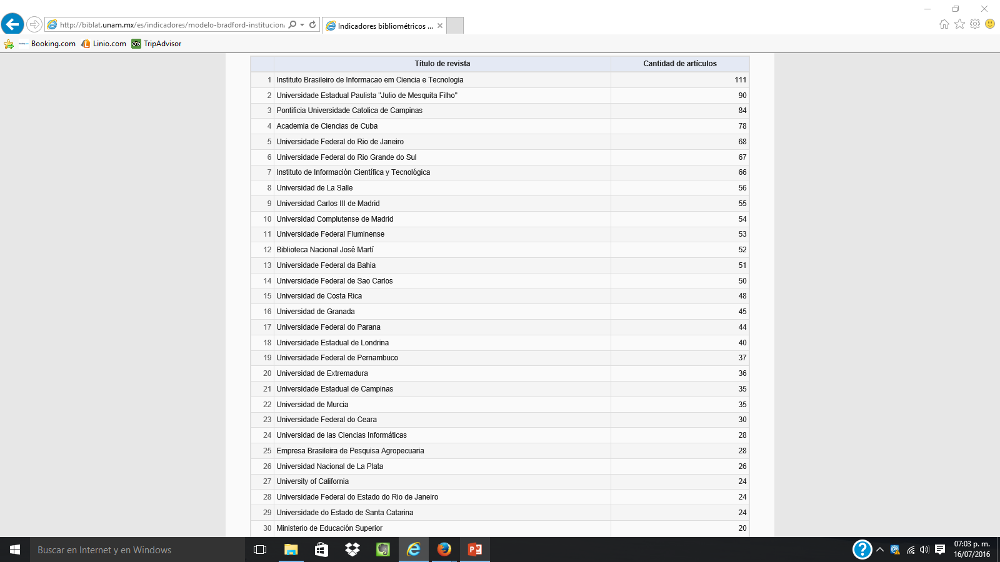 http://biblat.unam.mx/es/indicadores/modelo-bradford-institucion/
Indicadores bibliométricos ...
Booking.com Linio.com TripAdvisor
Título de revista Cantidad de artículos
1 Instituto Brasileiro de Informacao em Ciencia e Tecnologia 111
2 Universidade Estadual Paulista "Julio de Mesquita Filho" 90
3 Pontificia Universidade Catolica de Campinas 84
4 Academia de Ciencias de Cuba 78
5 Universidade Federal do Rio de Janeiro 68
6 Universidade Federal do Rio Grande do Sul 67
7 Instituto de Información Científica y Tecnológica 66
8 Universidad de La Salle 56
9 Universidad Carlos III de Madrid 55
10 Universidad Complutense de Madrid 54
11 Universidade Federal Fluminense 53
12 Biblioteca Nacional José Martí 52
13 Universidade Federal da Bahia 51
14 Universidade Federal de Sao Carlos 50
15 Universidad de Costa Rica 48
16 Universidad de Granada 45
17 Universidade Federal do Parana 44
18 Universidade Estadual de Londrina 40
19 Universidade Federal de Pernambuco 37
20 Universidad de Extremadura 36
21 Universidade Estadual de Campinas 35
22 Universidad de Murcia 35
23 Universidade Federal do Ceara 30
24 Universidad de las Ciencias Informáticas 28
25 Empresa Brasileira de Pesquisa Agropecuaria 28
26 Universidad Nacional de La Plata 26
27 University of California 24
28 Universidade Federal do Estado do Rio de Janeiro 24
29 Universidade do Estado de Santa Catarina 24
30 Ministerio de Educación Superior 20
Buscar en Internet y en Windows
07:03 p. m.
16/07/2016